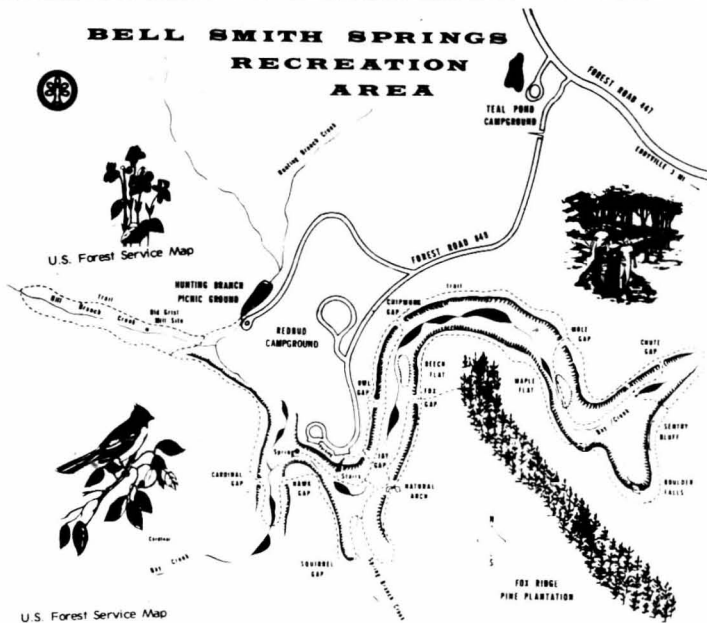 BELL SMITH SPRINGS
RECREATION
AREA
TEAL POND
CAMPGROUND
FOREST ROAD 447
EDDYVILLE 3 MI
Hunting Branch Creek
U.S. Forest Service Map
FOREST ROAD 848
HUNTING BRANCH
PICNIC GROUND
Trail
Mill Branch Creek
Old Grist
Mill Site
REDBUD
CAMPGROUND
CHIPMUNK
GAP
Trail
MOLE
GAP
CHUTE
GAP
OWL
GAP
BEECH
FLAT
FOX
GAP
MAPLE
FLAT
Bay Creek
SENTRY
BLUFF
BOULDER
FALLS
CARDINAL
GAP
Spring
HAWK
GAP
Stairs
JAY
GAP
NATURAL
ARCH
Cardinal
Bay Creek
SQUIRREL
GAP
Spring Branch Creek
N
S
FOX RIDGE
PINE PLANTATION
U.S. Forest Service Map